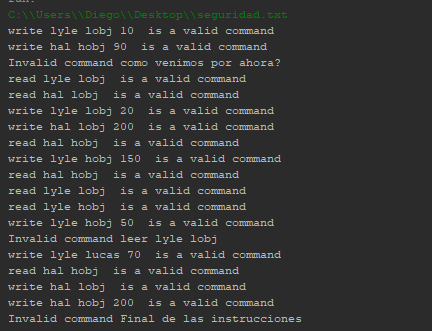 run:
C:\\Users\\Diego\\Desktop\\seguridad.txt
write lyle lobj 10  is a valid command
write hal hobj 90  is a valid command
Invalid command como venimos por ahora?
read lyle lobj  is a valid command
read hal lobj  is a valid command
write lyle lobj 20  is a valid command
write hal lobj 200  is a valid command
read hal hobj  is a valid command
write lyle hobj 150  is a valid command
read hal lobj  is a valid command
read lyle lobj  is a valid command
read lyle hobj  is a valid command
write lyle hobj 50  is a valid command
Invalid command leer lyle lobj
write lyle lucas 70  is a valid command
read hal hobj  is a valid command
write hal lobj  is a valid command
write hal hobj 200  is a valid command
Invalid command Final de las instrucciones